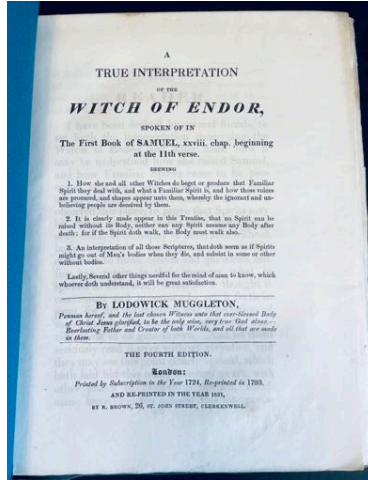 A
TRUE INTERPRETATION
OF THE
WITCH OF ENDOR,
SPOKEN OF IN
The First Book of SAMUEL, xxviii. chap. beginning
at the 11th verse.
SHEWING
1. How she and all other Witches do beget or produce that Familiar
Spirit they deal with, and what a Familiar Spirit is, and how those voices
are procured, and shapes appear unto them, whereby the ignorant and un-
believing people are deceived by them.
2. It is clearly made appear in this Treatise, that no Spirit can be
raised without its Body, neither can any Spirit assume any Body after
death; for if the Spirit doth walk, the Body must walk also.
3. An interpretation of all those Scriptures, that doth seem as if Spirits
might go out of Men's bodies when they die, and subsist in some or other
without bodies.
Lastly, Several other things needful for the mind of man to know, which
whoever doth understand, it will be great satisfaction.
By LODOWICK MUGGLETON,
Penman hereof, and the last chosen Witness unto that ever-blessed Body
of Christ Jesus glorified, to be the only wise, very true God alone,
Everlasting Father and Creator of both Worlds, and all that are made
in them.
THE FOURTH EDITION.
London:
Printed by Subscription in the Year 1724, Re-printed in 1793,
AND RE-PRINTED IN THE YEAR 1831,
BY R. BROWN, 26, ST. JOHN STREET, CLERKENWELL.